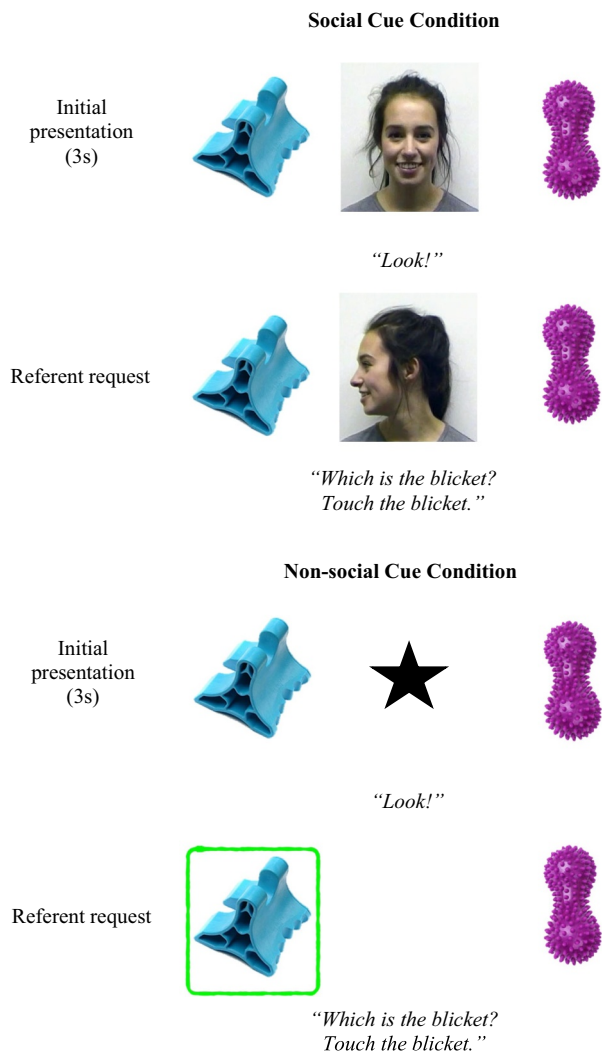 Social Cue Condition
Initial
presentation
(3s)
“Look!”
Referent request
“Which is the blicket?
Touch the blicket.”
Non-social Cue Condition
Initial
presentation
(3s)
“Look!”
Referent request
“Which is the blicket?
Touch the blicket.”